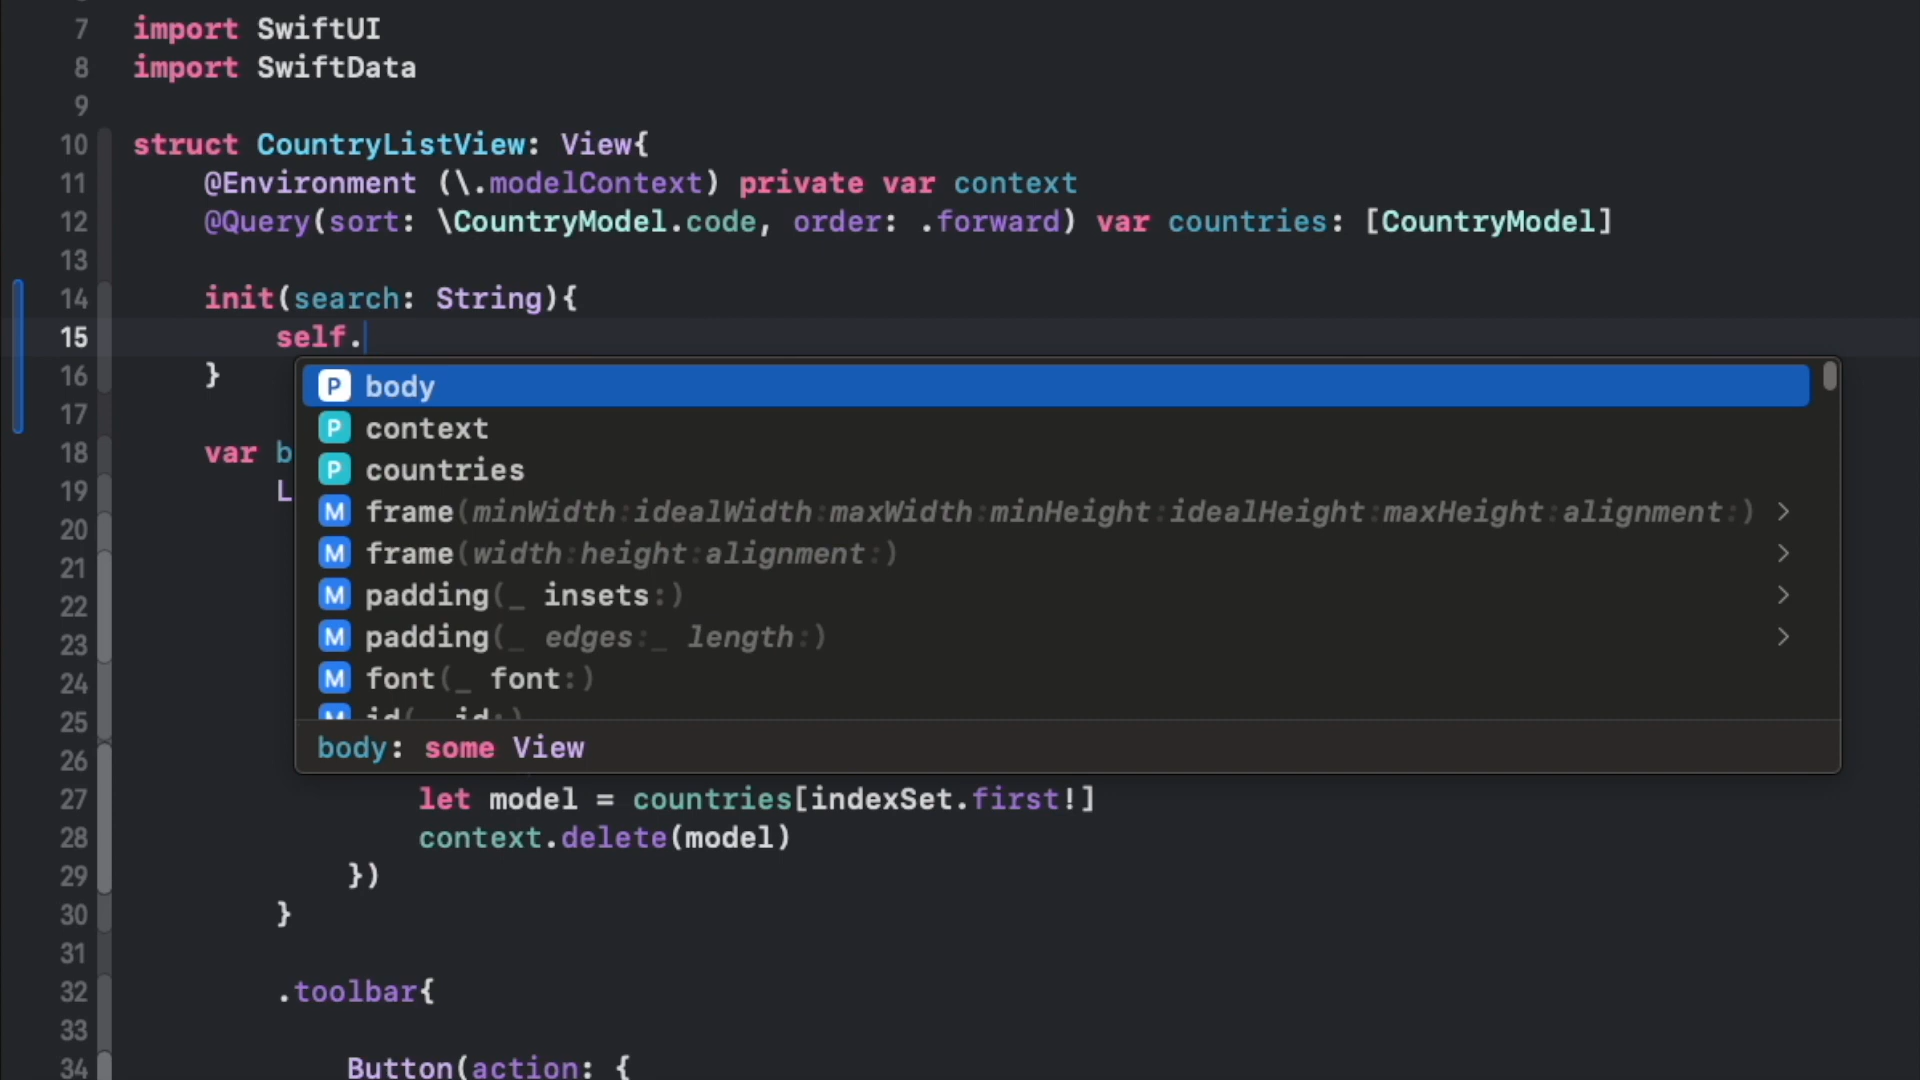 7 import SwiftUI
8 import SwiftData
9
10 struct CountryListView: View{
11 @Environment (\.modelContext) private var context
12 @Query(sort: \CountryModel.code, order: .forward) var countries: [CountryModel]
13
14 init(search: String){
15 self.
16 }
P body
17
P context
18 var b
P countries
19 L
M frame(minWidth:idealWidth:maxWidth:minHeight:idealHeight:maxHeight:alignment:)
20
M frame(width:height:alignment:)
21
M padding(_ insets:)
22
M padding(_ edges:_ length:)
23
M font(_ font:)
24
M id(_ id:)
25
body: some View
26
27 let model = countries[indexSet.first!]
28 context.delete(model)
29 })
30 }
31
32 .toolbar{
33
34 Button(action: {